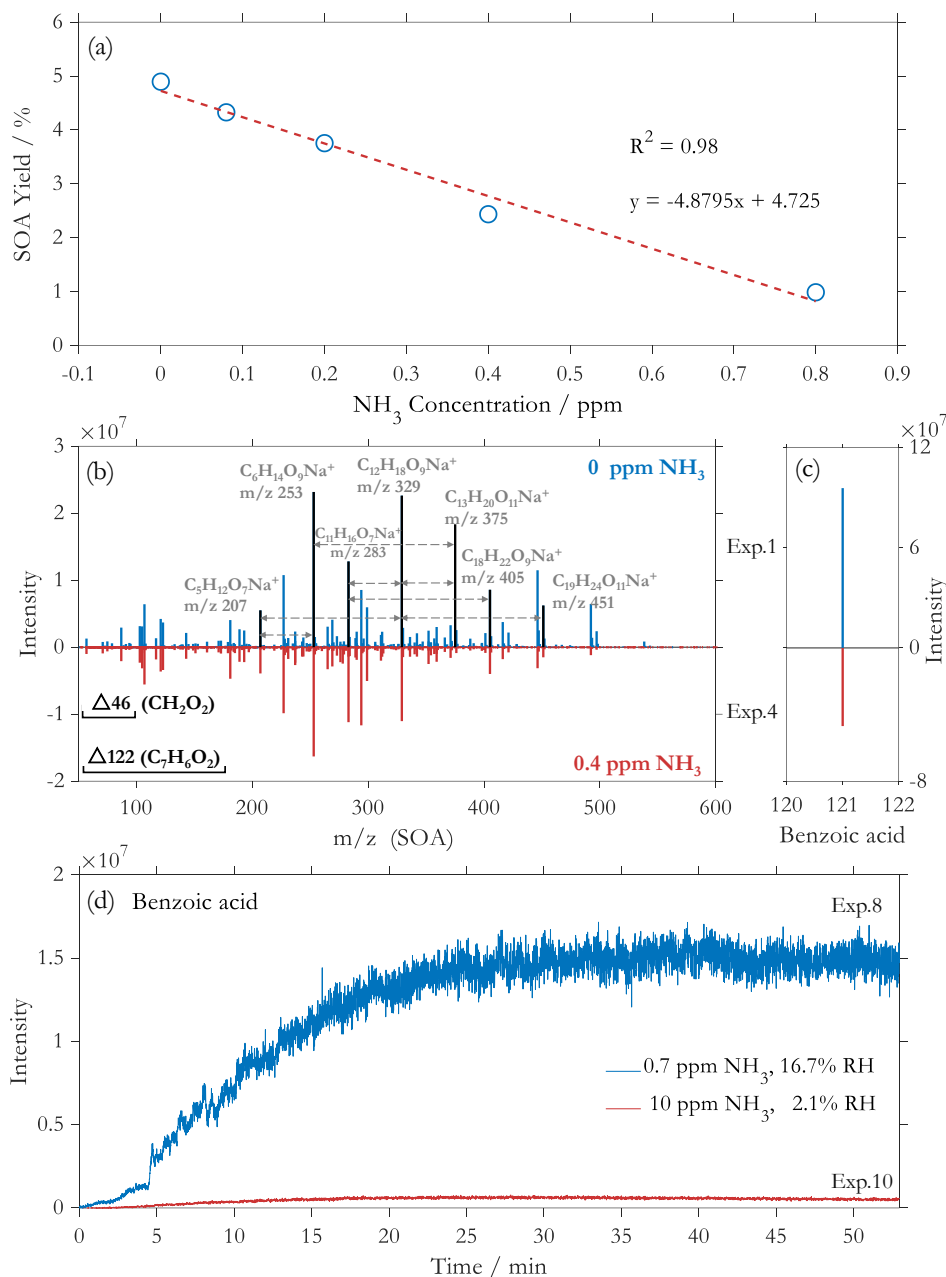 (a)
6
5
4
3
2
1
0
SOA Yield / %
R² = 0.98
y = -4.8795x + 4.725
-0.1 0 0.1 0.2 0.3 0.4 0.5 0.6 0.7 0.8 0.9
NH₃ Concentration / ppm
×10⁷
(b)
3
2
1
0
-1
-2
Intensity
0 ppm NH₃
C₆H₁₄O₉Na⁺
m/z 253
C₁₂H₁₈O₉Na⁺
m/z 329
C₁₃H₂₀O₁₁Na⁺
m/z 375
C₁₁H₁₆O₇Na⁺
m/z 283
C₁₈H₂₂O₉Na⁺
m/z 405
C₅H₁₂O₇Na⁺
m/z 207
C₁₉H₂₄O₁₁Na⁺
m/z 451
△46 (CH₂O₂)
△122 (C₇H₆O₂)
0.4 ppm NH₃
100 200 300 400 500 600
m/z (SOA)
(c)
×10⁷
12
6
0
-8
Intensity
Exp.1
Exp.4
120 121 122
Benzoic acid
×10⁷
(d) Benzoic acid
2
1.5
1
0.5
0
Intensity
Exp.8
0.7 ppm NH₃, 16.7% RH
10 ppm NH₃, 2.1% RH
Exp.10
0 5 10 15 20 25 30 35 40 45 50
Time / min